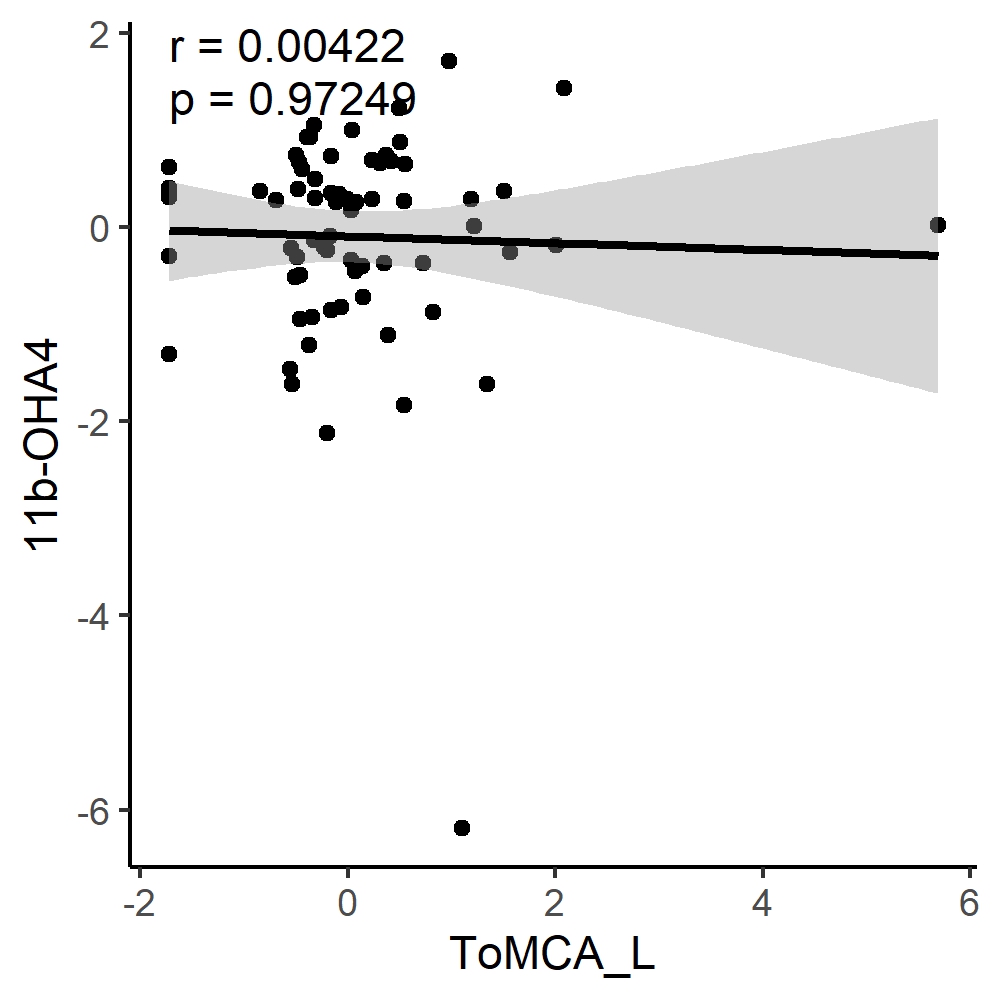 r = 0.00422
p = 0.97249
2
0
-2
-4
-6
11b-OHA4
-2 0 2 4 6
ToMCA_L